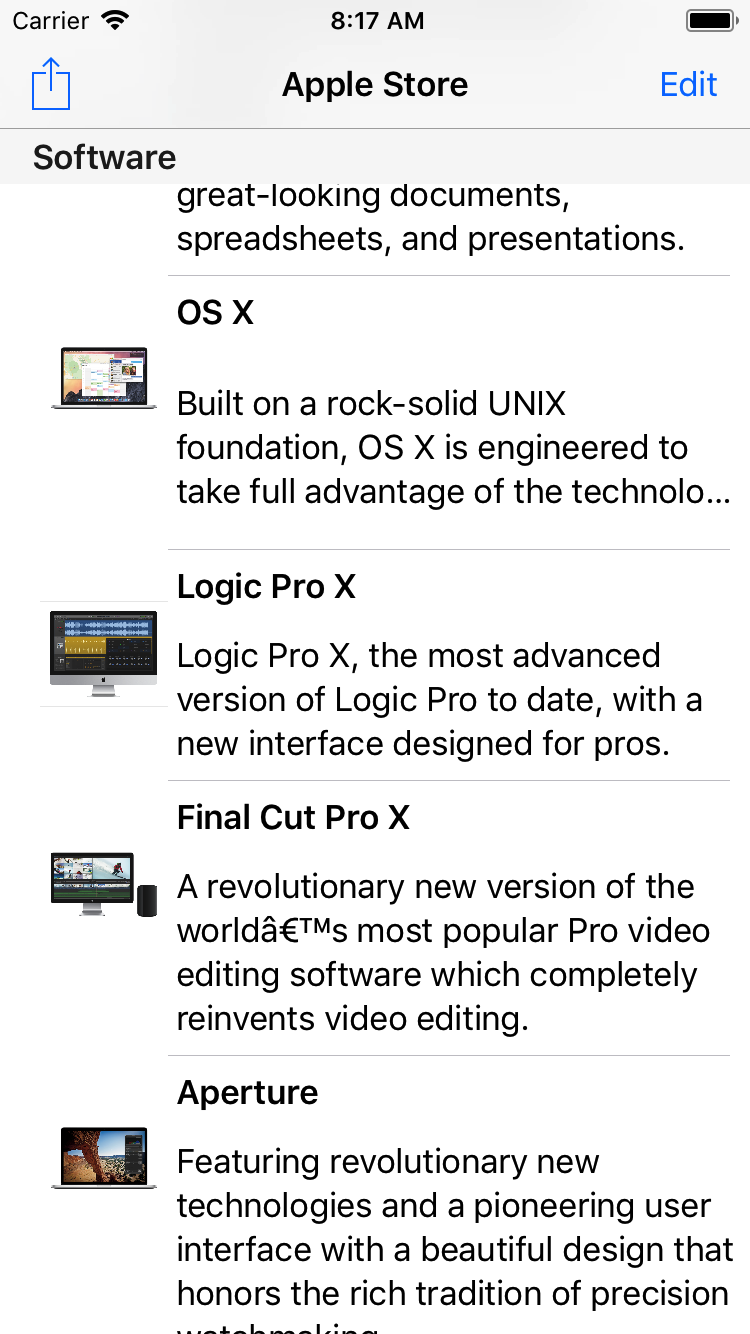 Carrier
8:17 AM
Apple Store
Edit
Software
great-looking documents,
spreadsheets, and presentations.
OS X
Built on a rock-solid UNIX
foundation, OS X is engineered to
take full advantage of the technolo...
Logic Pro X
Logic Pro X, the most advanced
version of Logic Pro to date, with a
new interface designed for pros.
Final Cut Pro X
A revolutionary new version of the
worldâ€™s most popular Pro video
editing software which completely
reinvents video editing.
Aperture
Featuring revolutionary new
technologies and a pioneering user
interface with a beautiful design that
honors the rich tradition of precision
watchmaking.